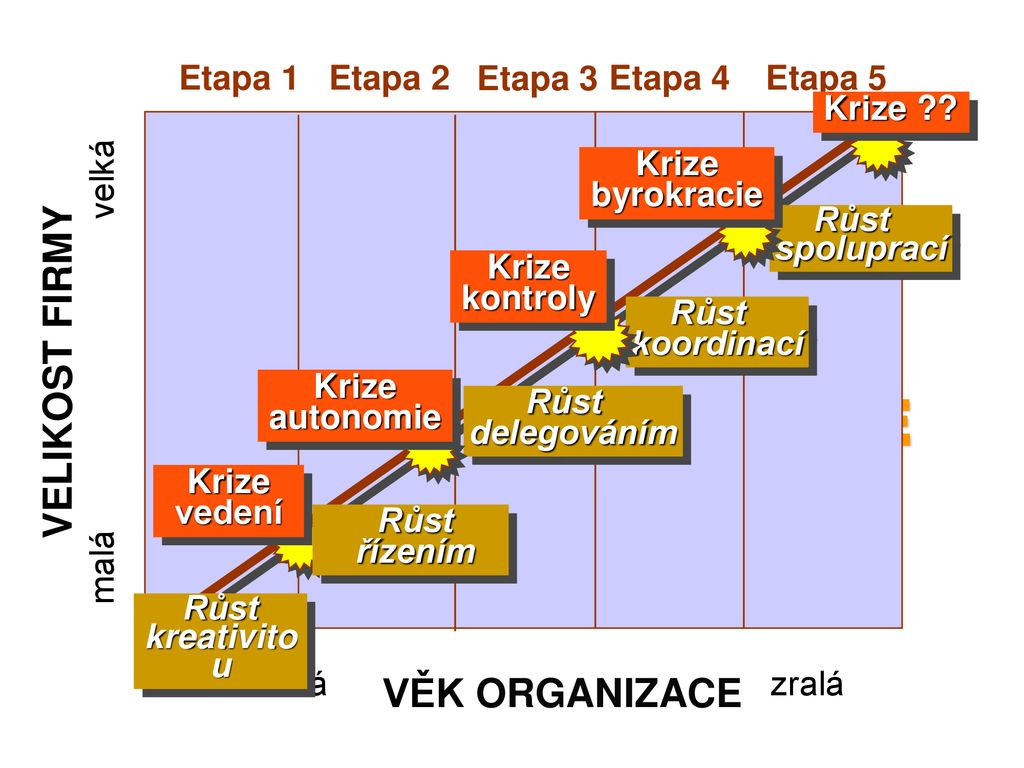 Etapa 1 Etapa 2 Etapa 3 Etapa 4 Etapa 5
Krize ??
velká
Krize
byrokracie
Růst
spoluprací
VELIKOST FIRMY
Krize
kontroly
Růst
koordinací
Krize
autonomie
Růst
delegováním
Krize
vedení
Růst
řízením
malá
Růst
kreativito
u
VĚK ORGANIZACE
zralá